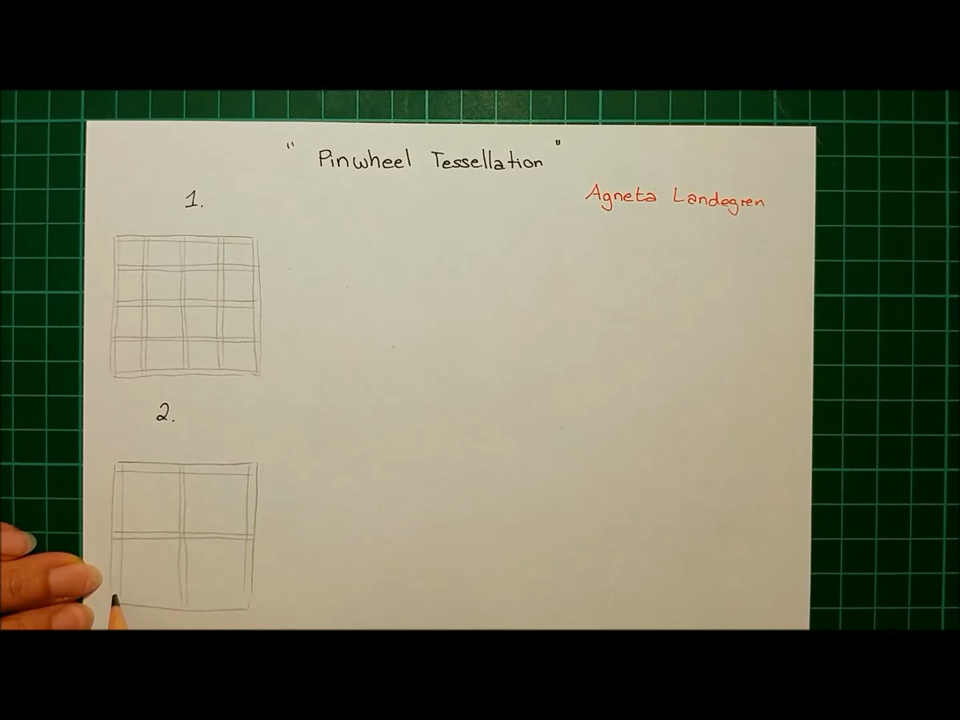 " Pinwheel Tessellation "
Agneta Landegren
1.
2.